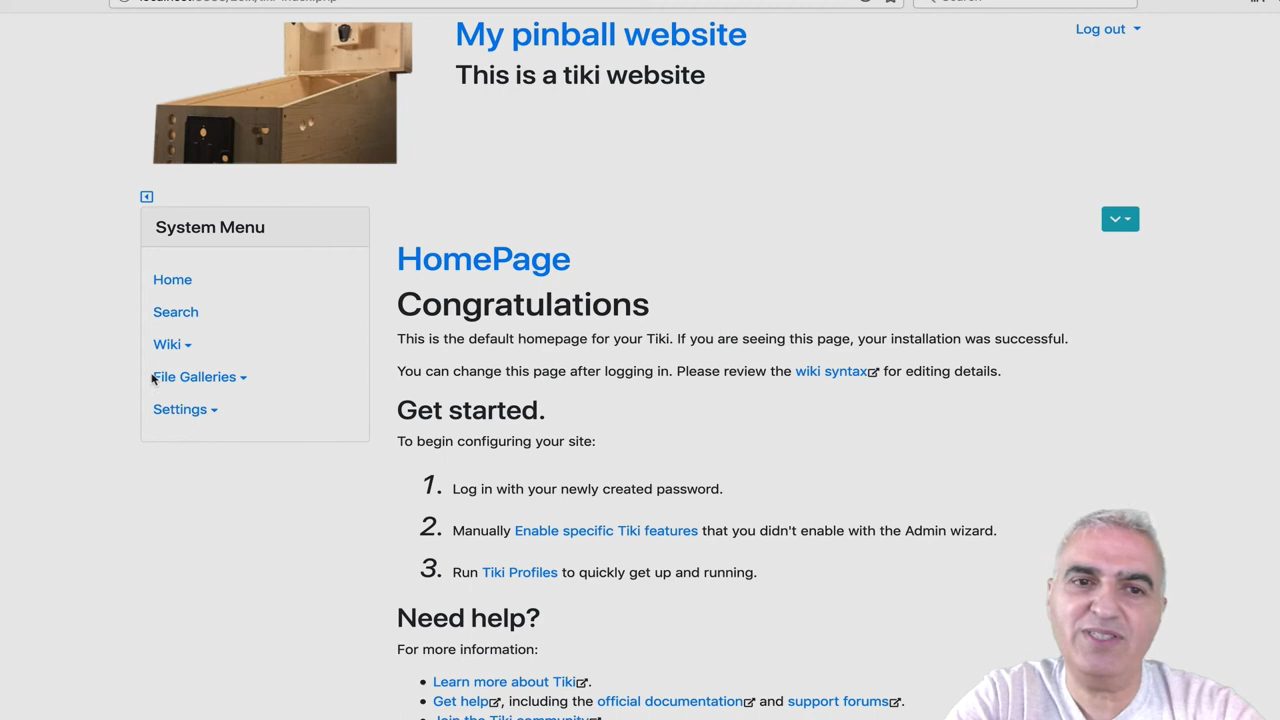 My pinball website
Log out
This is a tiki website
System Menu
Home
Search
Wiki
File Galleries
Settings
HomePage
Congratulations
This is the default homepage for your Tiki. If you are seeing this page, your installation was successful.
You can change this page after logging in. Please review the wiki syntax for editing details.
Get started.
To begin configuring your site:
1. Log in with your newly created password.
2. Manually Enable specific Tiki features that you didn't enable with the Admin wizard.
3. Run Tiki Profiles to quickly get up and running.
Need help?
For more information:
Learn more about Tiki.
Get help, including the official documentation and support forums.
Join the Tiki community